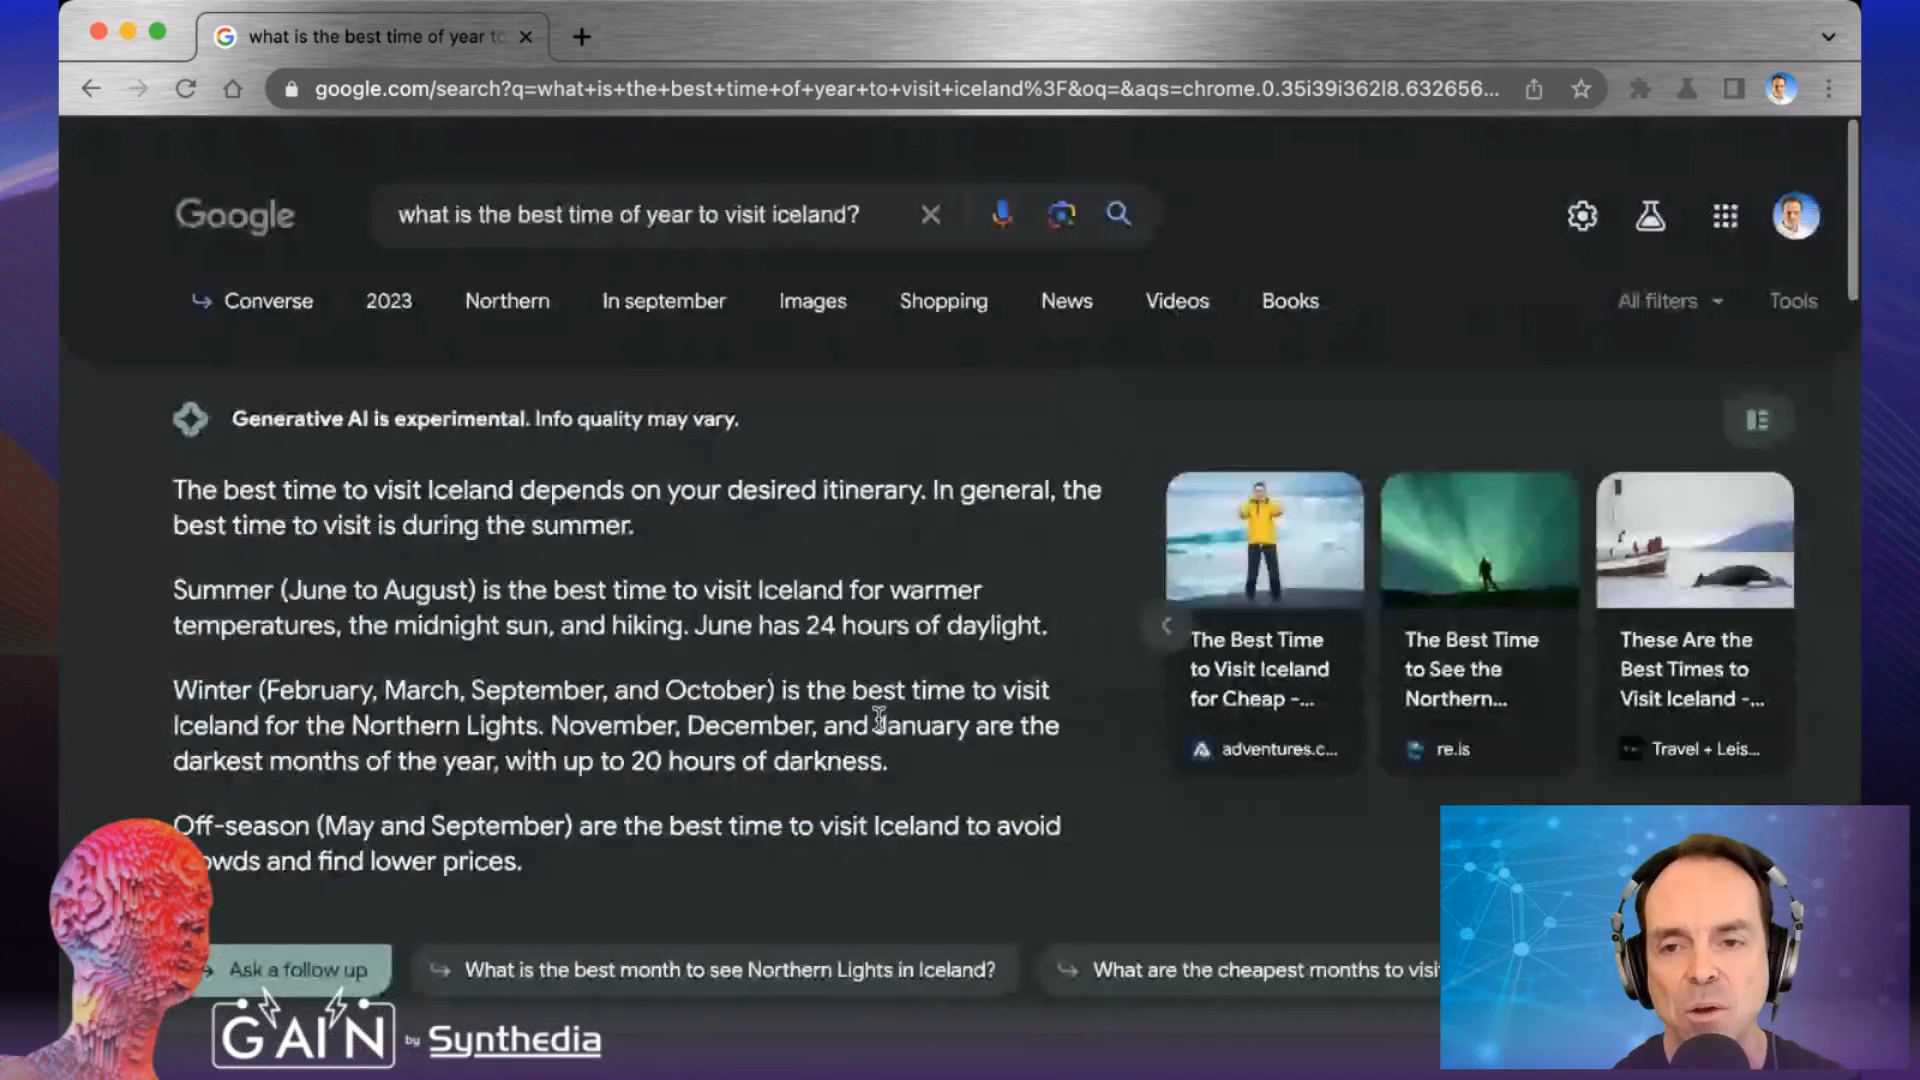 what is the best time of year to
google.com/search?q=what+is+the+best+time+of+year+to+visit+iceland%3F&oq=&aqs=chrome.0.35i39i362l8.632656...
Google
what is the best time of year to visit iceland?
Converse
2023
Northern
In september
Images
Shopping
News
Videos
Books
All filters
Tools
Generative AI is experimental. Info quality may vary.
The best time to visit Iceland depends on your desired itinerary. In general, the
best time to visit is during the summer.
Summer (June to August) is the best time to visit Iceland for warmer
temperatures, the midnight sun, and hiking. June has 24 hours of daylight.
Winter (February, March, September, and October) is the best time to visit
Iceland for the Northern Lights. November, December, and January are the
darkest months of the year, with up to 20 hours of darkness.
Off-season (May and September) are the best time to visit Iceland to avoid
owds and find lower prices.
The Best Time
to Visit Iceland
for Cheap -...
adventures.c...
The Best Time
to See the
Northern...
re.is
These Are the
Best Times to
Visit Iceland -...
Travel + Leis...
Ask a follow up
What is the best month to see Northern Lights in Iceland?
What are the cheapest months to visi
GAIN by Synthedia